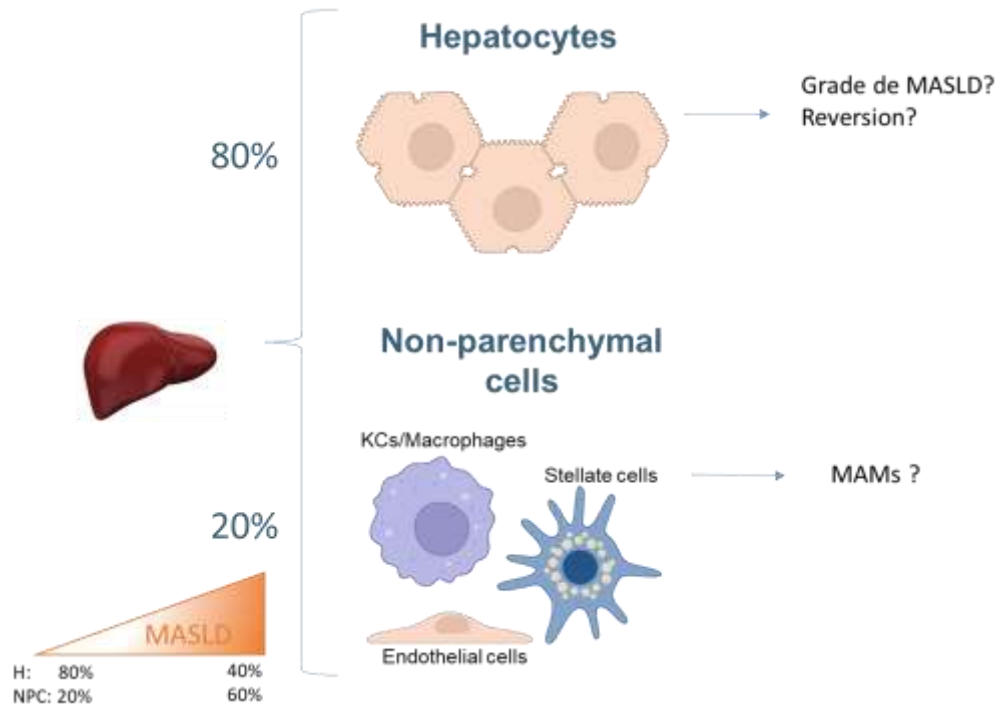 Hepatocytes
80%
Grade de MASLD?
Reversion?
Non-parenchymal
cells
20%
KCs/Macrophages
Stellate cells
MAMs ?
Endothelial cells
MASLD
H: 80% 40%
NPC: 20% 60%